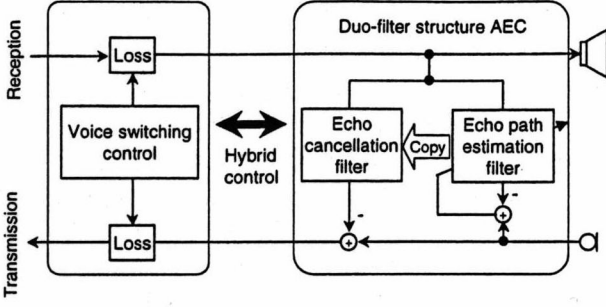 Duo-filter structure AEC
Reception
Loss
Voice switching
control
Hybrid
control
Echo
cancellation
filter
Copy
Echo path
estimation
filter
-
-
+
Transmission
Loss
+